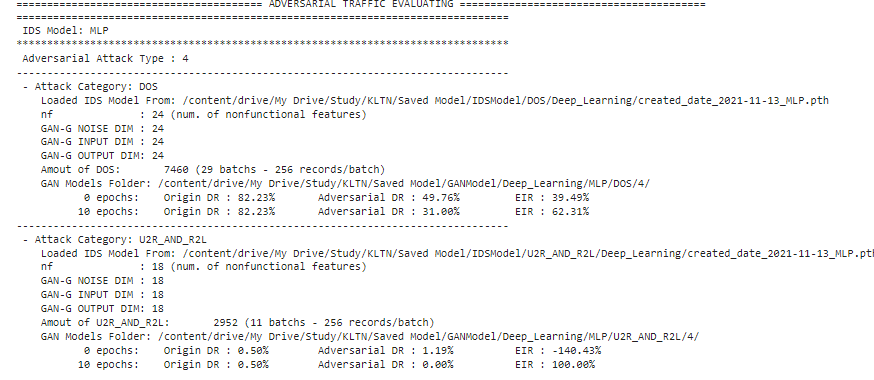 ========================================= ADVERSARIAL TRAFFIC EVALUATING =========================================
================================================================================
IDS Model: MLP
********************************************************************************
Adversarial Attack Type : 4
--------------------------------------------------------------------------------
- Attack Category: DOS
Loaded IDS Model From: /content/drive/My Drive/Study/KLTN/Saved Model/IDSModel/DOS/Deep_Learning/created_date_2021-11-13_MLP.pth
nf : 24 (num. of nonfunctional features)
GAN-G NOISE DIM : 24
GAN-G INPUT DIM : 24
GAN-G OUTPUT DIM: 24
Amout of DOS: 7460 (29 batchs - 256 records/batch)
GAN Models Folder: /content/drive/My Drive/Study/KLTN/Saved Model/GANModel/Deep_Learning/MLP/DOS/4/
0 epochs: Origin DR : 82.23% Adversarial DR : 49.76% EIR : 39.49%
10 epochs: Origin DR : 82.23% Adversarial DR : 31.00% EIR : 62.31%
--------------------------------------------------------------------------------
- Attack Category: U2R_AND_R2L
Loaded IDS Model From: /content/drive/My Drive/Study/KLTN/Saved Model/IDSModel/U2R_AND_R2L/Deep_Learning/created_date_2021-11-13_MLP.pth
nf : 18 (num. of nonfunctional features)
GAN-G NOISE DIM : 18
GAN-G INPUT DIM : 18
GAN-G OUTPUT DIM: 18
Amout of U2R_AND_R2L: 2952 (11 batchs - 256 records/batch)
GAN Models Folder: /content/drive/My Drive/Study/KLTN/Saved Model/GANModel/Deep_Learning/MLP/U2R_AND_R2L/4/
0 epochs: Origin DR : 0.50% Adversarial DR : 1.19% EIR : -140.43%
10 epochs: Origin DR : 0.50% Adversarial DR : 0.00% EIR : 100.00%